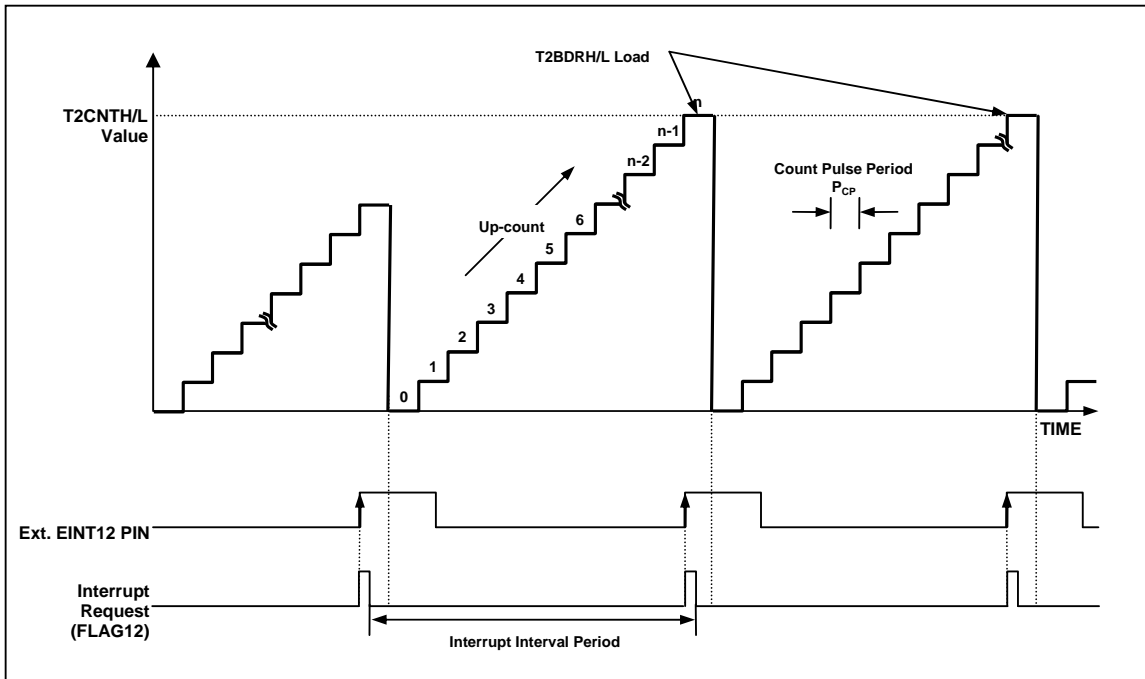 T2BDRH/L Load
T2CNTH/L
Value
n
n-1
n-2
Count Pulse Period
PCP
Up-count
6
5
4
3
2
1
0
TIME
Ext. EINT12 PIN
Interrupt
Request
(FLAG12)
Interrupt Interval Period